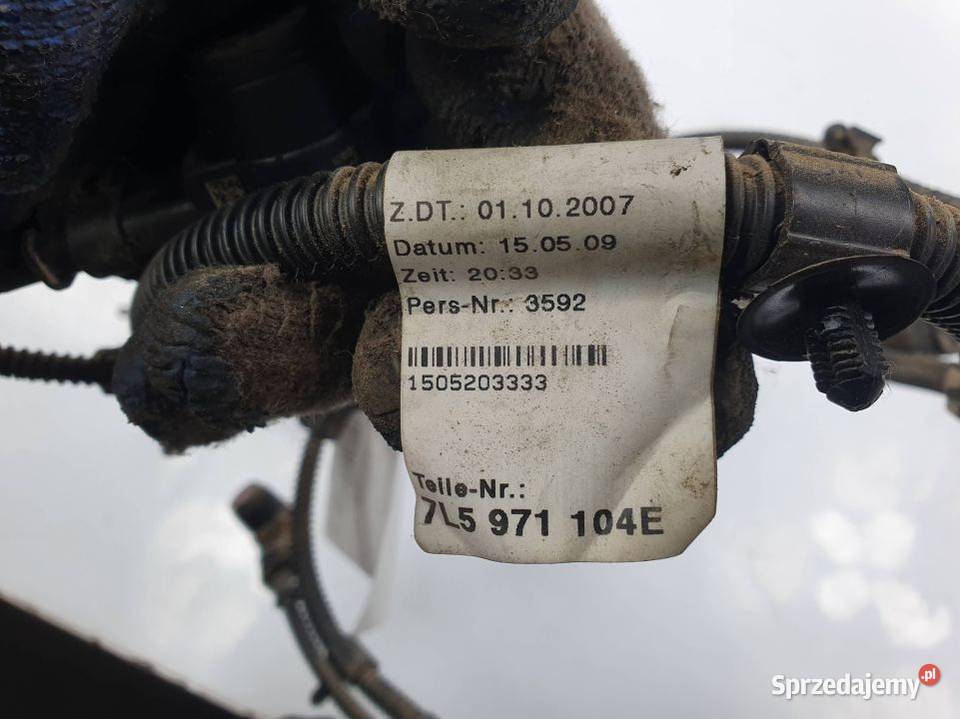 Z.DT.: 01.10.2007
Datum: 15.05.09
Zeit: 20:33
Pers-Nr.: 3592
1505203333
Teile-Nr.:
7L5 971 104E
Sprzedajemy.pl